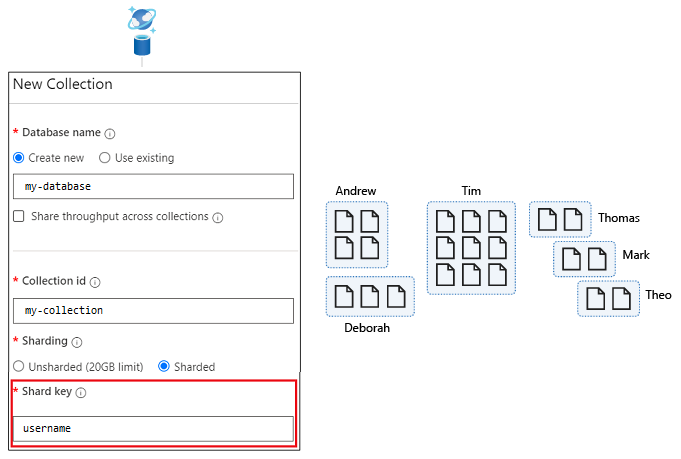 New Collection
* Database name
Create new Use existing
my-database
Share throughput across collections
* Collection id
my-collection
* Sharding
Unsharded (20GB limit) Sharded
* Shard key
username
Andrew
Tim
Thomas
Mark
Theo
Deborah